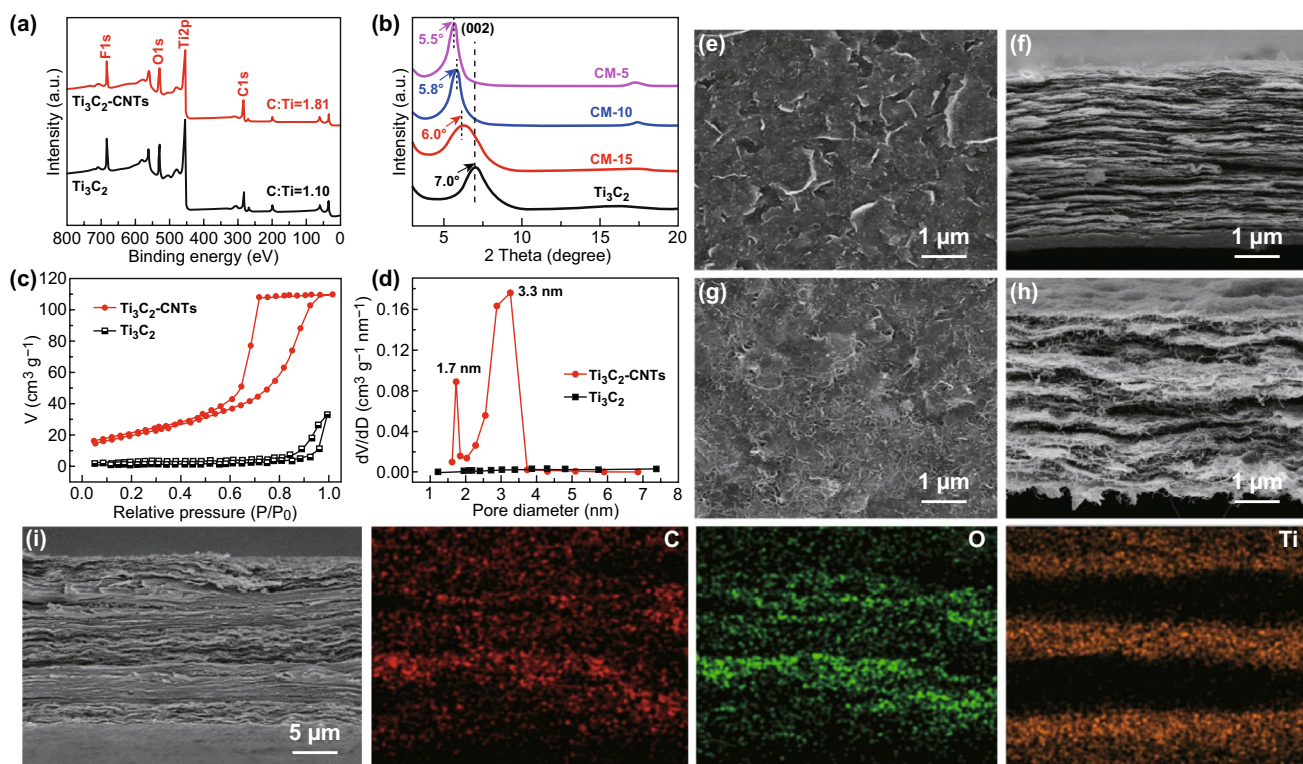 (a)
Intensity (a.u.)
F1s
O1s
Ti2p
C1s
Ti₃C₂-CNTs
C:Ti=1.81
Ti₃C₂
C:Ti=1.10
800 700 600 500 400 300 200 100 0
Binding energy (eV)
(b)
Intensity (a.u.)
5.5°
(002)
CM-5
5.8°
CM-10
6.0°
CM-15
7.0°
Ti₃C₂
5 10 15 20
2 Theta (degree)
(c)
V (cm³ g⁻¹)
120
100
80
60
40
20
0
Ti₃C₂-CNTs
Ti₃C₂
0.0 0.2 0.4 0.6 0.8 1.0
Relative pressure (P/P₀)
(d)
dV/dD (cm³ g⁻¹ nm⁻¹)
0.16
0.12
0.08
0.04
0.00
3.3 nm
1.7 nm
Ti₃C₂-CNTs
Ti₃C₂
1 2 3 4 5 6 7 8
Pore diameter (nm)
(e)
1 µm
(f)
1 µm
(g)
1 µm
(h)
1 µm
(i)
5 µm
C
O
Ti